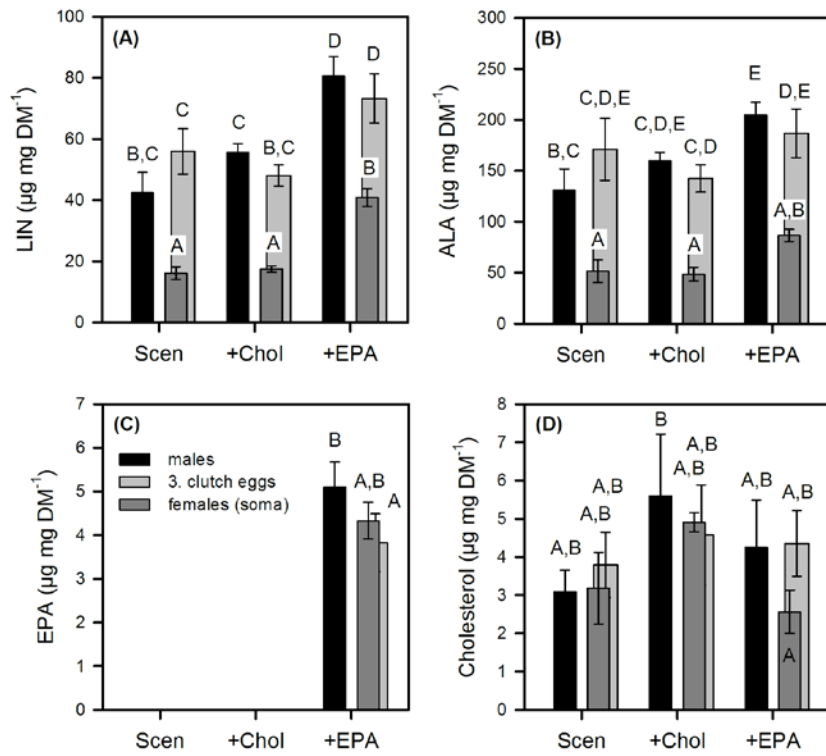 (A)
LIN (µg mg DM⁻¹)
100
80
60
40
20
0
B,C
C
A
C
B,C
A
D
D
B
Scen +Chol +EPA
(B)
ALA (µg mg DM⁻¹)
300
250
200
150
100
50
0
B,C
C,D,E
A
C,D,E
C,D
A
E
D,E
A,B
Scen +Chol +EPA
(C)
EPA (µg mg DM⁻¹)
7
6
5
4
3
2
1
0
males
3. clutch eggs
females (soma)
B
A,B
A
Scen +Chol +EPA
(D)
Cholesterol (µg mg DM⁻¹)
8
7
6
5
4
3
2
1
0
A,B
A,B
A,B
B
A,B
A,B
A,B
A,B
A
Scen +Chol +EPA